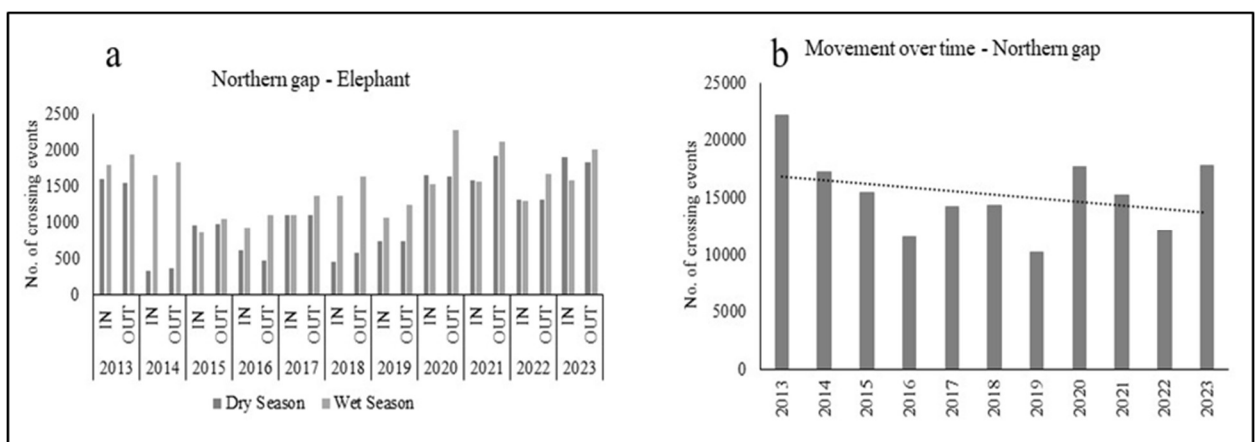 a
Northern gap - Elephant
No. of crossing events
2500
2000
1500
1000
500
0
IN OUT IN OUT IN OUT IN OUT IN OUT IN OUT IN OUT IN OUT IN OUT IN OUT IN OUT
2013 2014 2015 2016 2017 2018 2019 2020 2021 2022 2023
Dry Season Wet Season
b
Movement over time - Northern gap
No. of crossing events
25000
20000
15000
10000
5000
0
2013 2014 2015 2016 2017 2018 2019 2020 2021 2022 2023